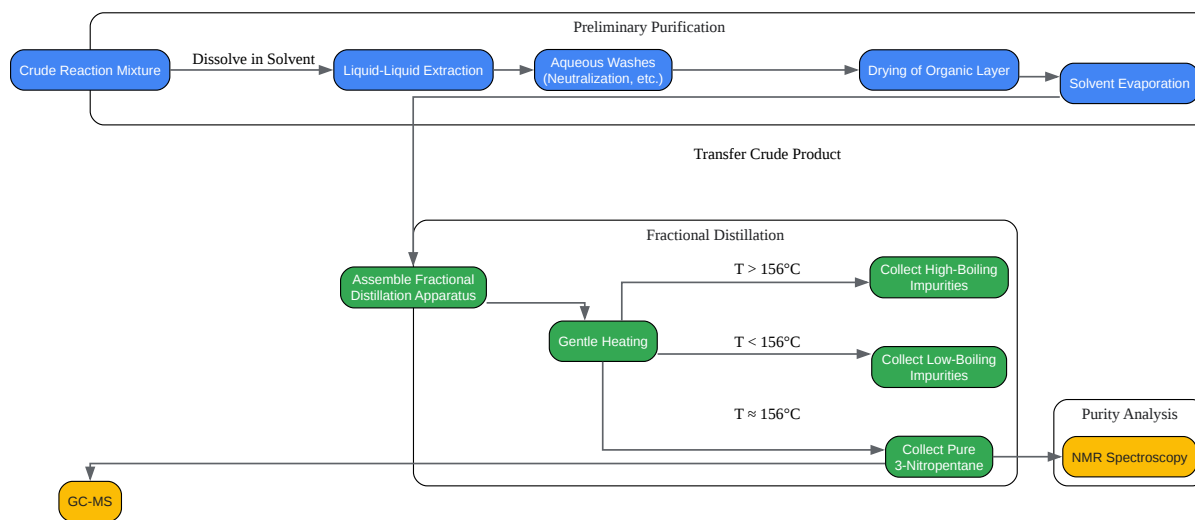 Preliminary Purification
Crude Reaction Mixture
Dissolve in Solvent
Liquid-Liquid Extraction
Aqueous Washes
(Neutralization, etc.)
Drying of Organic Layer
Solvent Evaporation
Transfer Crude Product
Fractional Distillation
Assemble Fractional
Distillation Apparatus
Gentle Heating
T > 156°C
Collect High-Boiling
Impurities
T < 156°C
Collect Low-Boiling
Impurities
T ≈ 156°C
Collect Pure
3-Nitropentane
Purity Analysis
NMR Spectroscopy
GC-MS